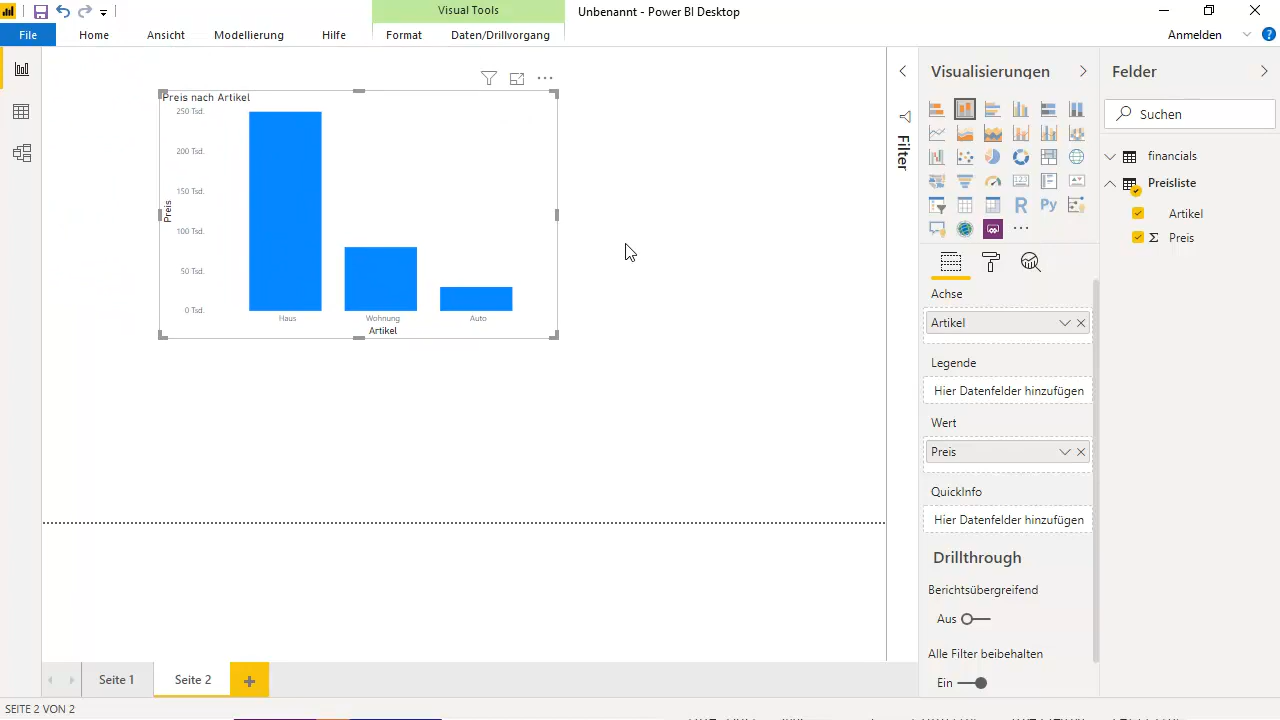 Visual Tools
Unbenannt - Power BI Desktop
File
Home
Ansicht
Modellierung
Hilfe
Format
Daten/Drillvorgang
Anmelden
Preis nach Artikel
250 Tsd.
200 Tsd.
150 Tsd.
100 Tsd.
50 Tsd.
0 Tsd.
Preis
Haus
Wohnung
Auto
Artikel
Filter
Visualisierungen
R
Py
Achse
Artikel
Legende
Hier Datenfelder hinzufügen
Wert
Preis
QuickInfo
Hier Datenfelder hinzufügen
Drillthrough
Berichtsübergreifend
Aus
Alle Filter beibehalten
Ein
Felder
Suchen
financials
Preisliste
Artikel
Preis
Seite 1
Seite 2
SEITE 2 VON 2